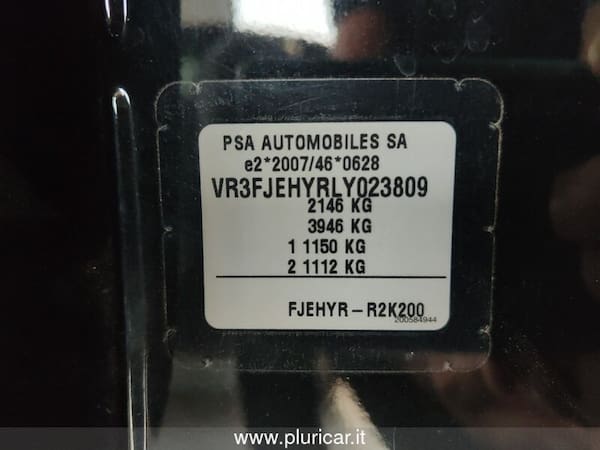 PSA AUTOMOBILES SA
e2*2007/46*0628
VR3FJEHYRLY023809
2146 KG
3946 KG
1 1150 KG
2 1112 KG
FJEHYR-R2K200
200584944
www.pluricar.it